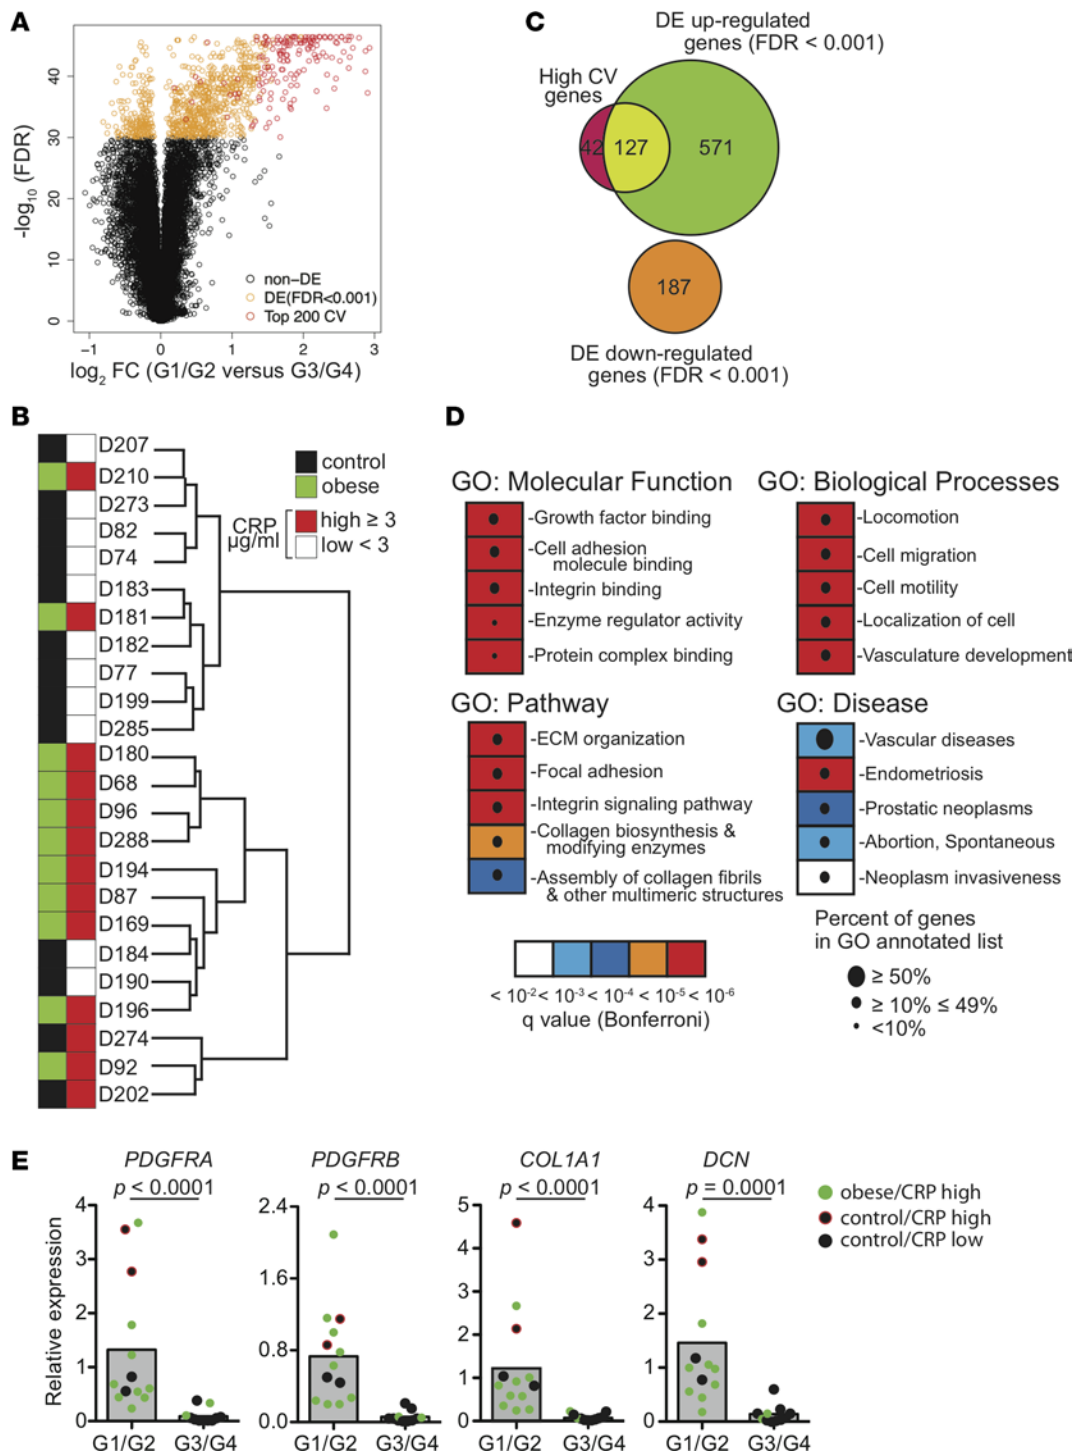 A
-log10 (FDR)
40
30
20
10
0
non-DE
DE(FDR<0.001)
Top 200 CV
-1 0 1 2 3
log2 FC (G1/G2 versus G3/G4)
C
DE up-regulated
genes (FDR < 0.001)
High CV
genes
42 127 571
187
DE down-regulated
genes (FDR < 0.001)
B
D207
D210
D273
D82
D74
D183
D181
D182
D77
D199
D285
D180
D68
D96
D288
D194
D87
D169
D184
D190
D196
D274
D92
D202
control
obese
CRP
µg/ml
high ≥ 3
low < 3
D
GO: Molecular Function
-Growth factor binding
-Cell adhesion
molecule binding
-Integrin binding
-Enzyme regulator activity
-Protein complex binding
GO: Biological Processes
-Locomotion
-Cell migration
-Cell motility
-Localization of cell
-Vasculature development
GO: Pathway
-ECM organization
-Focal adhesion
-Integrin signaling pathway
-Collagen biosynthesis &
modifying enzymes
-Assembly of collagen fibrils
& other multimeric structures
GO: Disease
-Vascular diseases
-Endometriosis
-Prostatic neoplasms
-Abortion, Spontaneous
-Neoplasm invasiveness
< 10-2 < 10-3 < 10-4 < 10-5 < 10-6
q value (Bonferroni)
Percent of genes
in GO annotated list
≥ 50%
≥ 10% ≤ 49%
<10%
E
Relative expression
PDGFRA
p < 0.0001
4
3
2
1
0
G1/G2 G3/G4
PDGFRB
p < 0.0001
2.4
1.6
0.8
0.0
G1/G2 G3/G4
COL1A1
p < 0.0001
5
4
3
2
1
0
G1/G2 G3/G4
DCN
p = 0.0001
4
3
2
1
0
G1/G2 G3/G4
obese/CRP high
control/CRP high
control/CRP low